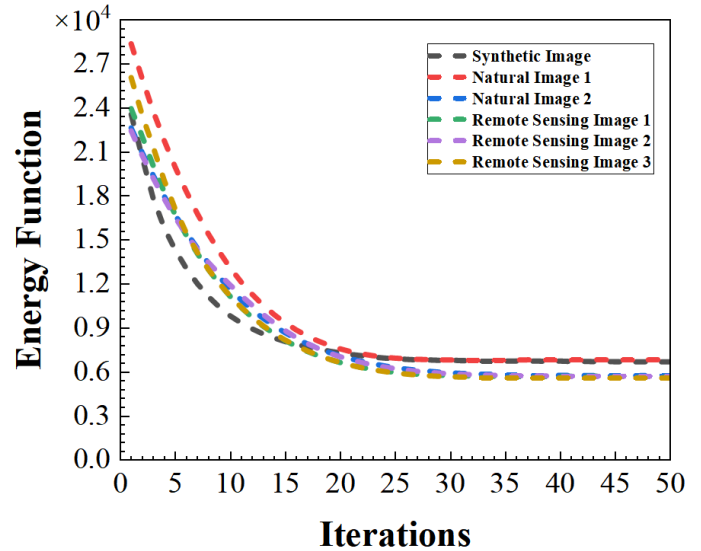 ×10⁴
2.7
2.4
2.1
1.8
1.5
1.2
0.9
0.6
0.3
0.0
Energy Function
Synthetic Image
Natural Image 1
Natural Image 2
Remote Sensing Image 1
Remote Sensing Image 2
Remote Sensing Image 3
0 5 10 15 20 25 30 35 40 45 50
Iterations